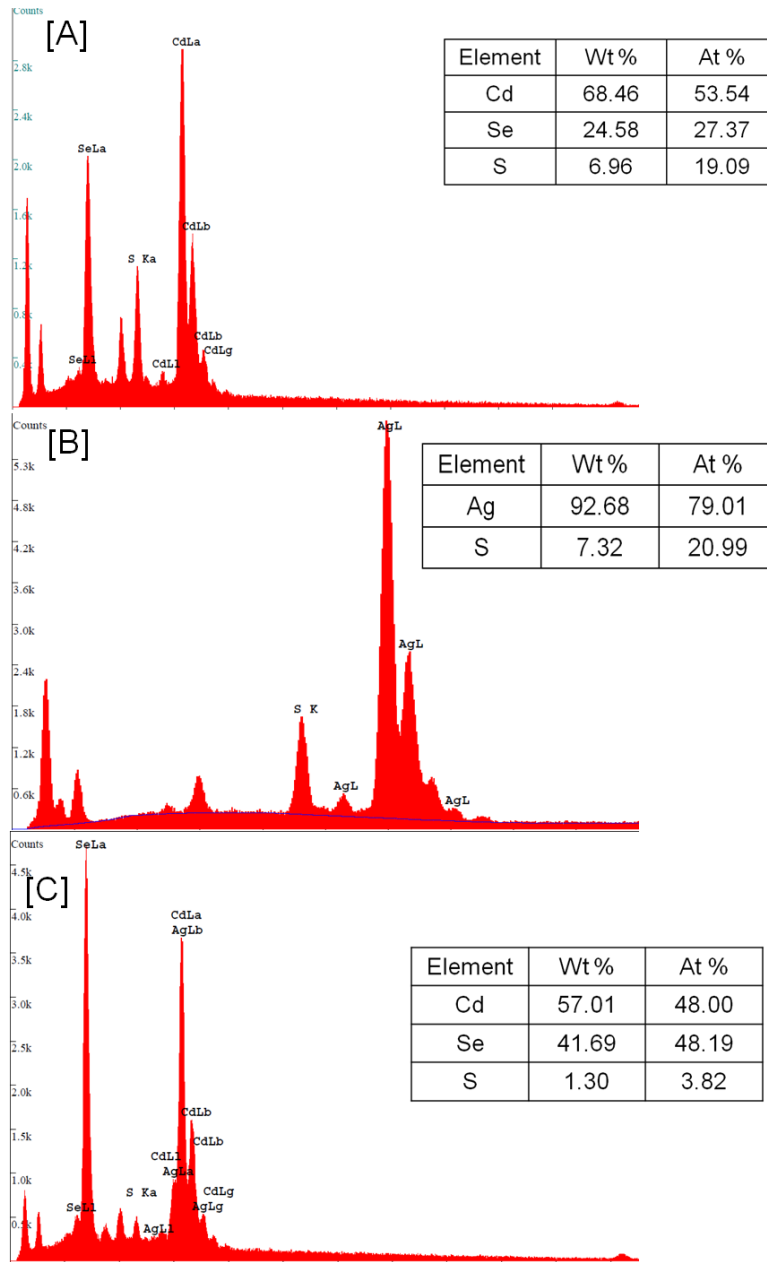 Counts
[A]
2.8k
2.4k
2.0k
1.6k
1.2k
0.8k
0.4
CdLa
SeLa
CdLb
S Ka
CdLb
CdLg
SeLl
CdLl
Element Wt % At %
Cd 68.46 53.54
Se 24.58 27.37
S 6.96 19.09
Counts
[B]
5.3k
4.8k
4.2k
3.6k
3.0k
2.4k
1.8k
1.2k
0.6k
AgL
AgL
S K
AgL
AgL
Element Wt % At %
Ag 92.68 79.01
S 7.32 20.99
Counts
[C]
4.5k
4.0k
3.5k
3.0k
2.5k
2.0k
1.5k
1.0k
0.5k
SeLa
CdLa
AgLb
CdLb
CdLb
CdLl
AgLa
S Ka
CdLg
SeLl
AgLg
AgLl
Element Wt % At %
Cd 57.01 48.00
Se 41.69 48.19
S 1.30 3.82